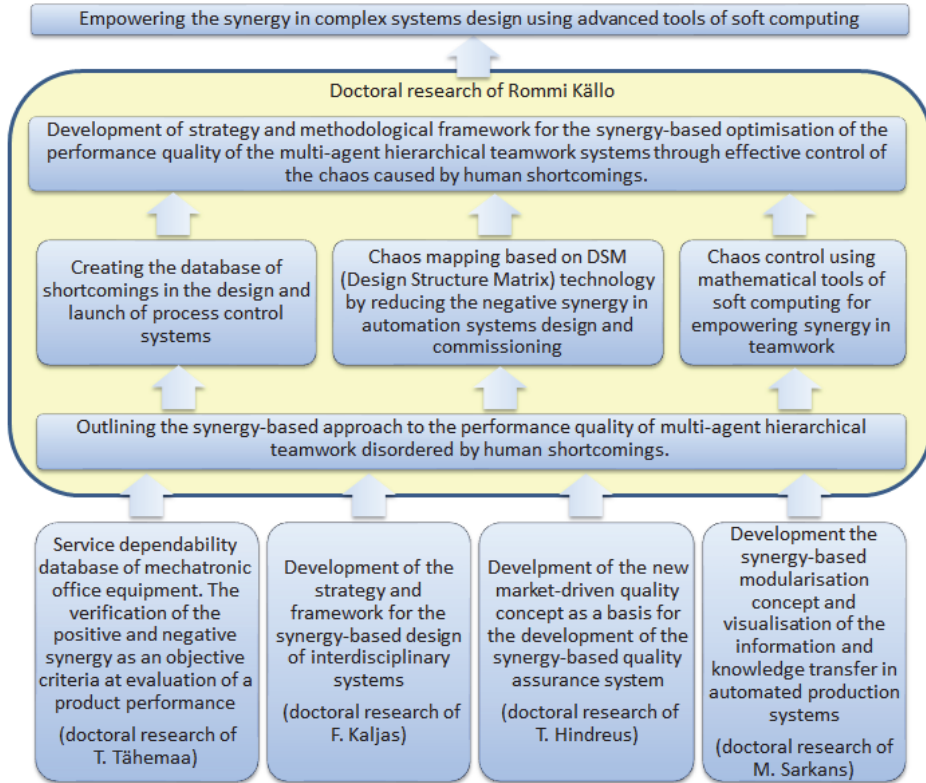 Empowering the synergy in complex systems design using advanced tools of soft computing
Doctoral research of Rommi Källo
Development of strategy and methodological framework for the synergy-based optimisation of the
performance quality of the multi-agent hierarchical teamwork systems through effective control of
the chaos caused by human shortcomings.
Creating the database of
shortcomings in the design and
launch of process control
systems
Chaos mapping based on DSM
(Design Structure Matrix) technology
by reducing the negative synergy in
automation systems design and
commissioning
Chaos control using
mathematical tools of
soft computing for
empowering synergy in
teamwork
Outlining the synergy-based approach to the performance quality of multi-agent hierarchical
teamwork disordered by human shortcomings.
Service dependability
database of mechatronic
office equipment. The
verification of the
positive and negative
synergy as an objective
criteria at evaluation of a
product performance
(doctoral research of
T. Tähemaa)
Development of the
strategy and
framework for the
synergy-based design
of interdisciplinary
systems
(doctoral research of
F. Kaljas)
Develpment of the new
market-driven quality
concept as a basis for
the development of the
synergy-based quality
assurance system
(doctoral research of
T. Hindreus)
Development the
synergy-based
modularisation
concept and
visualisation of the
information and
knowledge transfer in
automated production
systems
(doctoral research of
M. Sarkans)